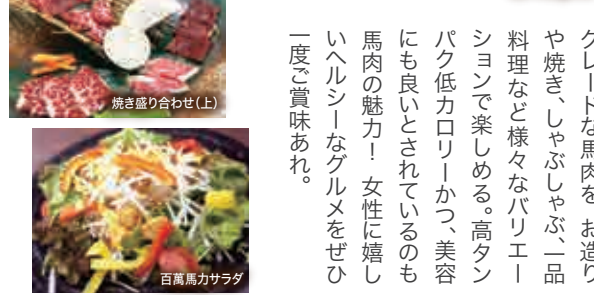 グレードな馬肉を、お造り
や焼き、しゃぶしゃぶ、一品
料理など様々なバリエー
ションで楽しめる。高タン
パク低カロリーかつ、美容
にも良いとされているのも
馬肉の魅力！ 女性に嬉し
いヘルシーなグルメをぜひ
一度ご賞味あれ。
焼き盛り合わせ（上）
百萬馬力サラダ